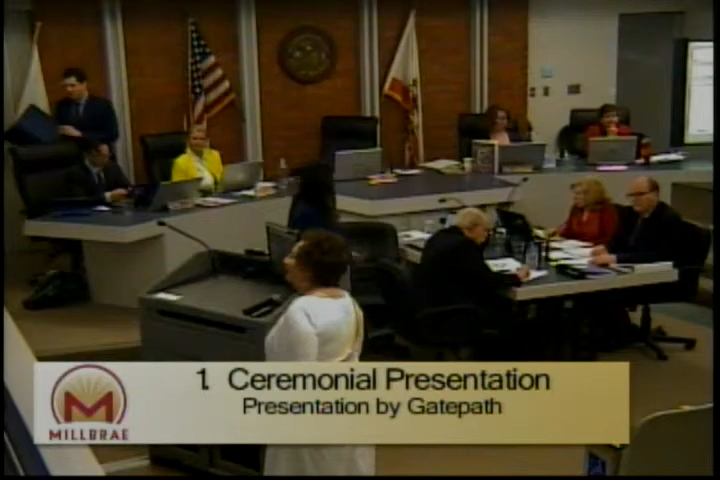 1. Ceremonial Presentation
Presentation by Gatepath
M
MILLBRAE